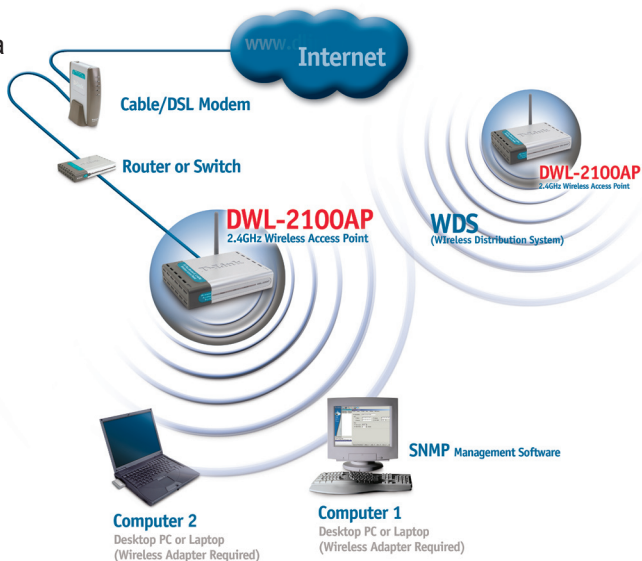 a
www.d
Internet
Cable/DSL Modem
Router or Switch
DWL-2100AP
2.4GHz Wireless Access Point
DWL-2100AP
2.4GHz Wireless Access Point
WDS
(WIreless Distribution System)
D-Link
SNMP Management Software
Computer 2
Desktop PC or Laptop
(Wireless Adapter Required)
Computer 1
Desktop PC or Laptop
(Wireless Adapter Required)